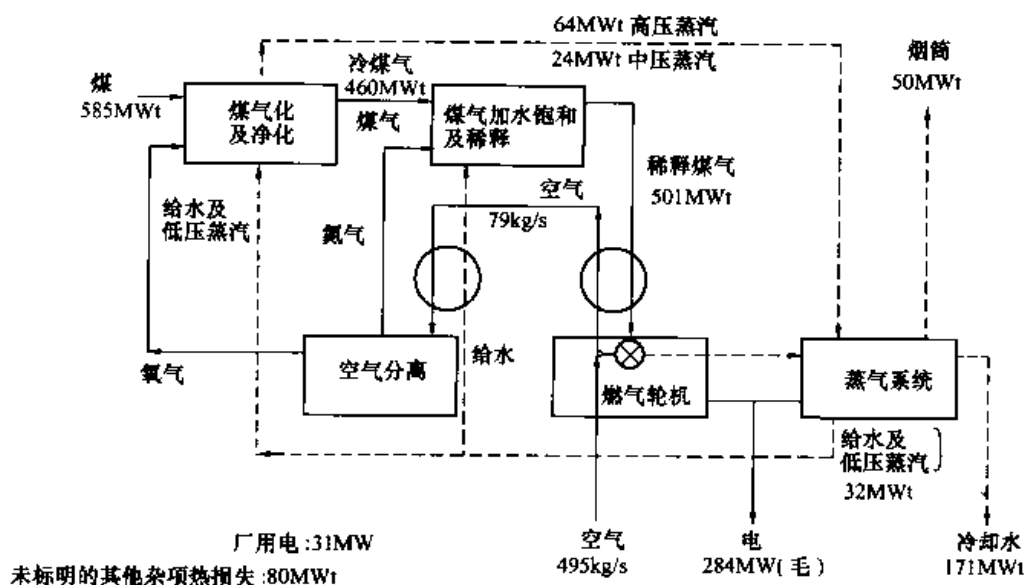 64MWt 高压蒸汽
24MWt 中压蒸汽
烟筒
50MWt
煤
585MWt
煤气化
及净化
冷煤气
460MWt
煤气
煤气加水饱和
及稀释
稀释煤气
501MWt
空气
79kg/s
给水及
低压蒸汽
氮气
氧气
空气分离
给水
燃气轮机
蒸气系统
给水及
低压蒸汽
32MWt
厂用电:31MW
未标明的其他杂项热损失:80MWt
空气
495kg/s
电
284MW(毛)
冷却水
171MWt